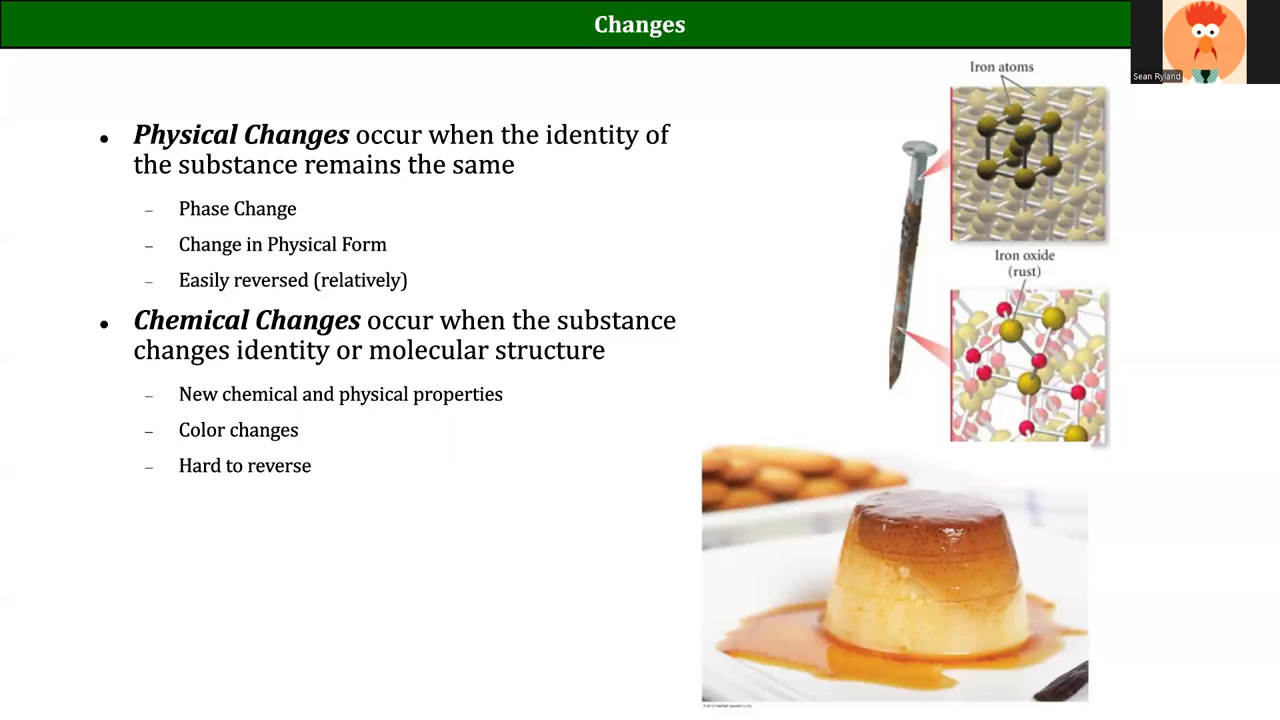 Changes
Sean Ryland
Iron atoms
• Physical Changes occur when the identity of
the substance remains the same
– Phase Change
– Change in Physical Form
– Easily reversed (relatively)
Iron oxide
(rust)
• Chemical Changes occur when the substance
changes identity or molecular structure
– New chemical and physical properties
– Color changes
– Hard to reverse